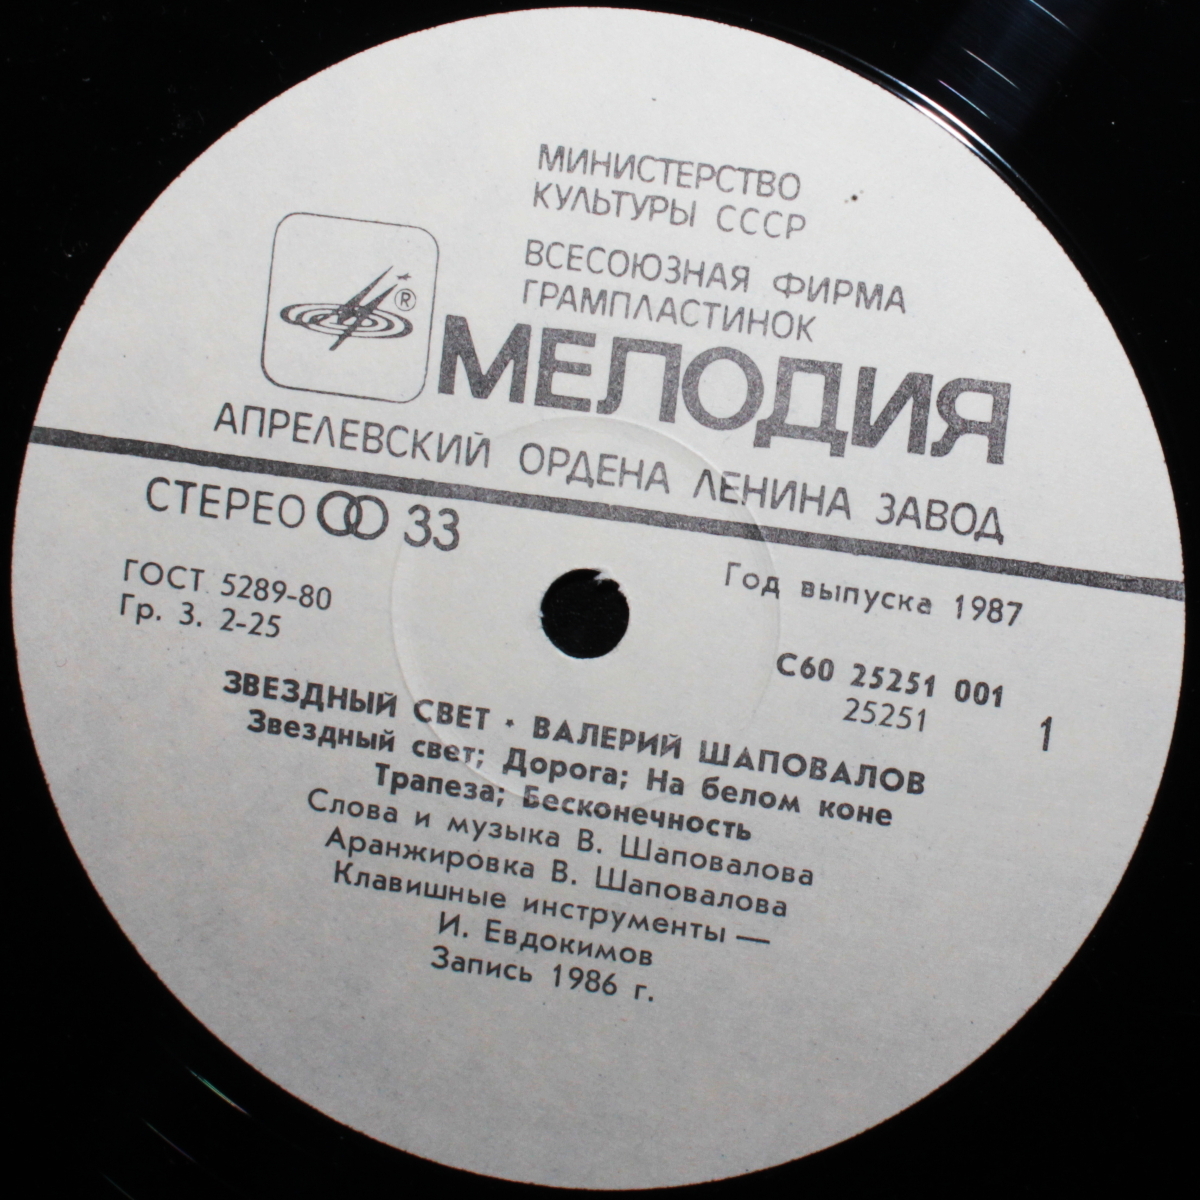 МИНИСТЕРСТВО
КУЛЬТУРЫ СССР
ВСЕСОЮЗНАЯ ФИРМА
ГРАМПЛАСТИНОК
®
МЕЛОДИЯ
АПРЕЛЕВСКИЙ ОРДЕНА ЛЕНИНА ЗАВОД
СТЕРЕО 33
ГОСТ 5289-80
Гр. 3. 2-25
Год выпуска 1987
С60 25251 001
25251
1
ЗВЕЗДНЫЙ СВЕТ · ВАЛЕРИЙ ШАПОВАЛОВ
Звездный свет; Дорога; На белом коне
Трапеза; Бесконечность
Слова и музыка В. Шаповалова
Аранжировка В. Шаповалова
Клавишные инструменты —
И. Евдокимов
Запись 1986 г.